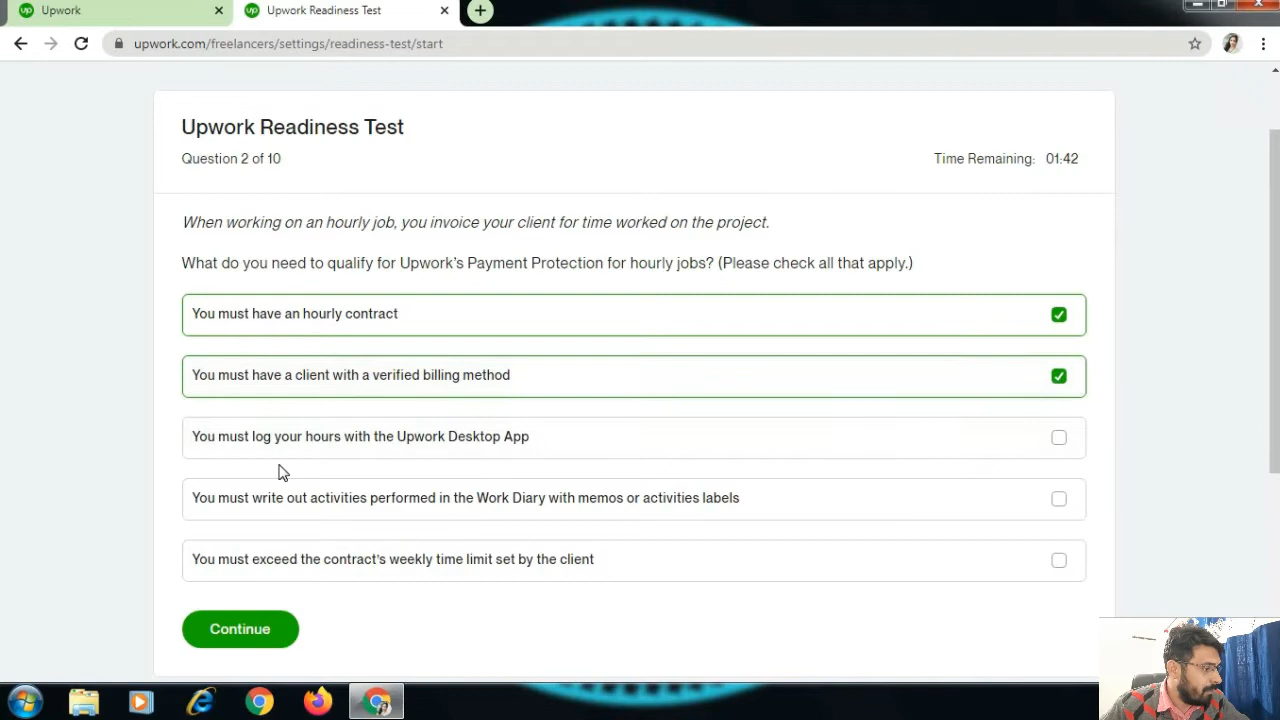 up Upwork
up Upwork Readiness Test
upwork.com/freelancers/settings/readiness-test/start
Upwork Readiness Test
Question 2 of 10
Time Remaining: 01:42
When working on an hourly job, you invoice your client for time worked on the project.
What do you need to qualify for Upwork's Payment Protection for hourly jobs? (Please check all that apply.)
You must have an hourly contract
You must have a client with a verified billing method
You must log your hours with the Upwork Desktop App
You must write out activities performed in the Work Diary with memos or activities labels
You must exceed the contract's weekly time limit set by the client
Continue